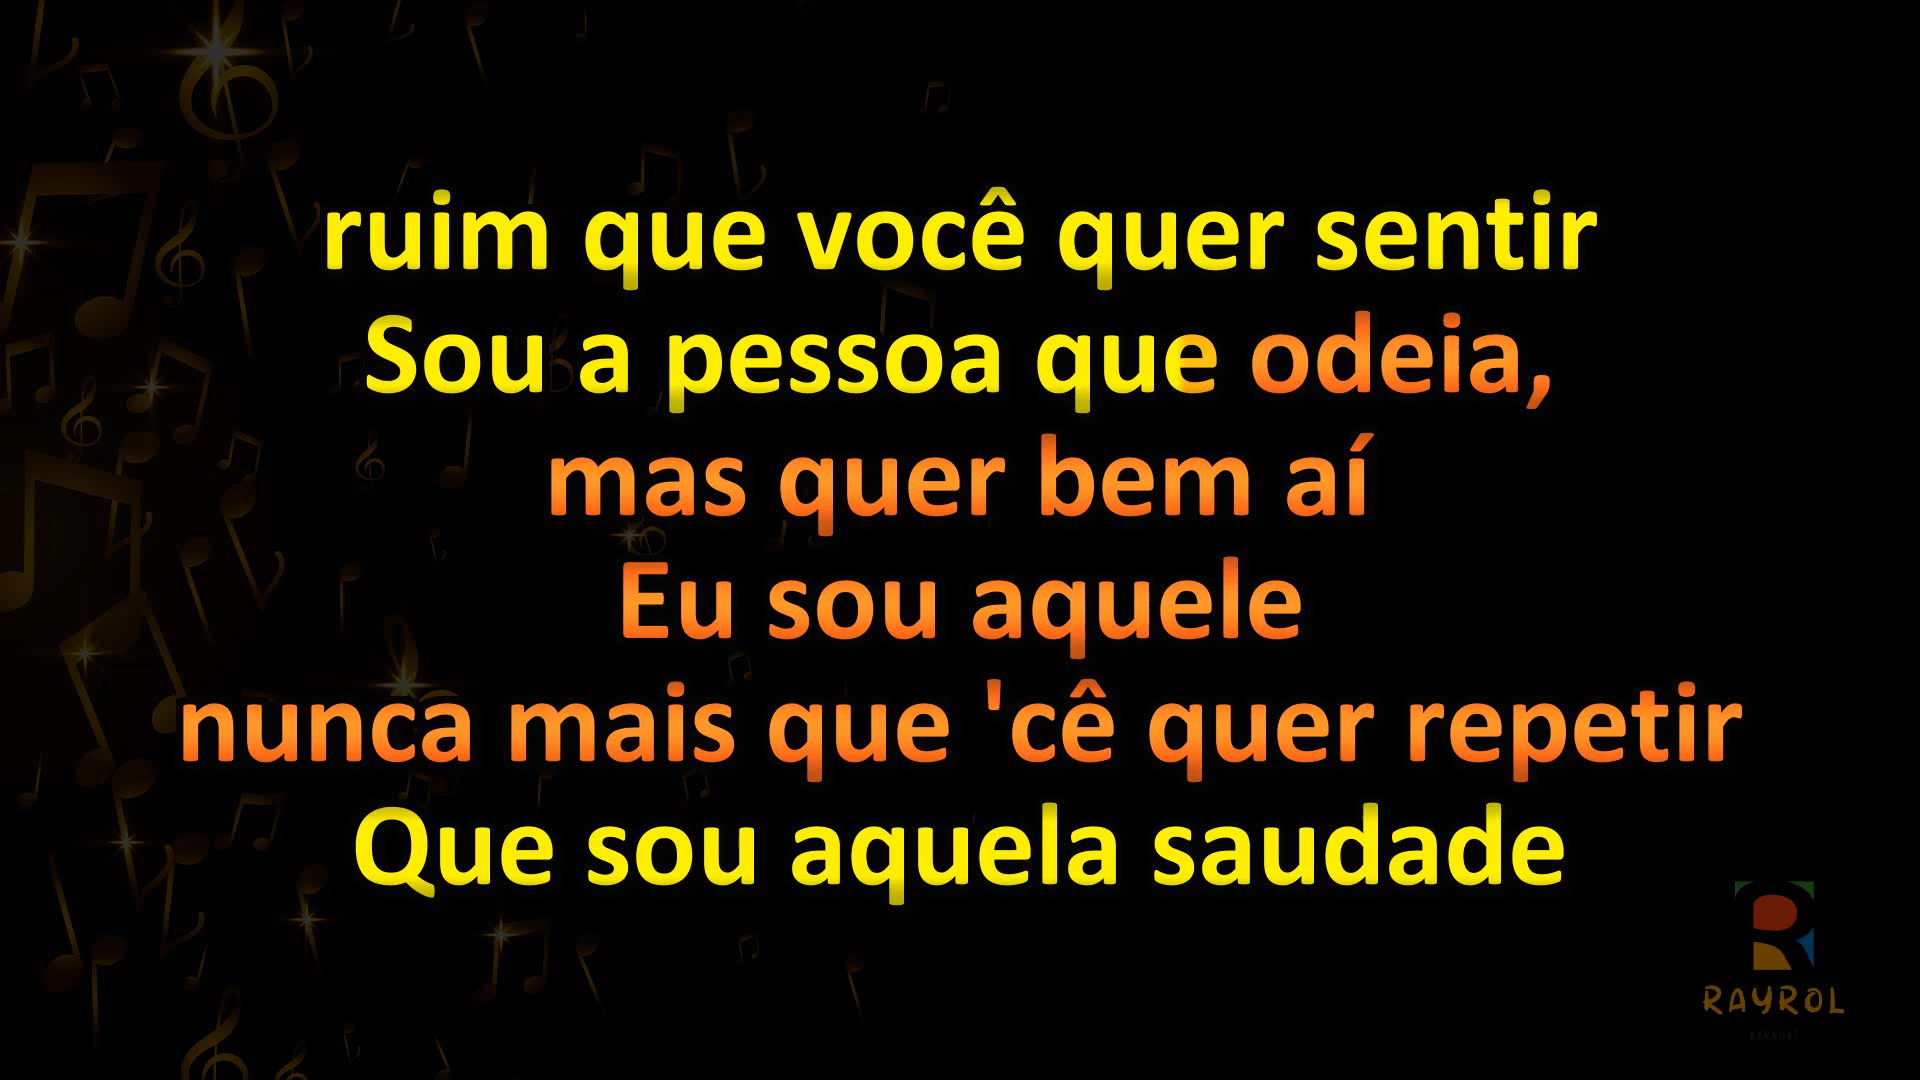 ruim que você quer sentir
Sou a pessoa que odeia,
mas quer bem aí
Eu sou aquele
nunca mais que 'cê quer repetir
Que sou aquela saudade
RAYROL
KARAOKÊ